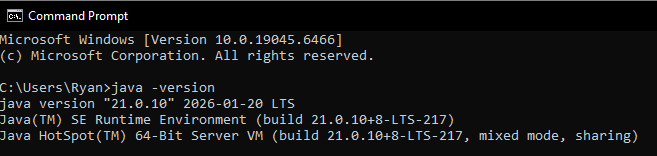 Command Prompt
Microsoft Windows [Version 10.0.19045.6466]
(c) Microsoft Corporation. All rights reserved.
C:\Users\Ryan>java -version
java version "21.0.10" 2026-01-20 LTS
Java(TM) SE Runtime Environment (build 21.0.10+8-LTS-217)
Java HotSpot(TM) 64-Bit Server VM (build 21.0.10+8-LTS-217, mixed mode, sharing)